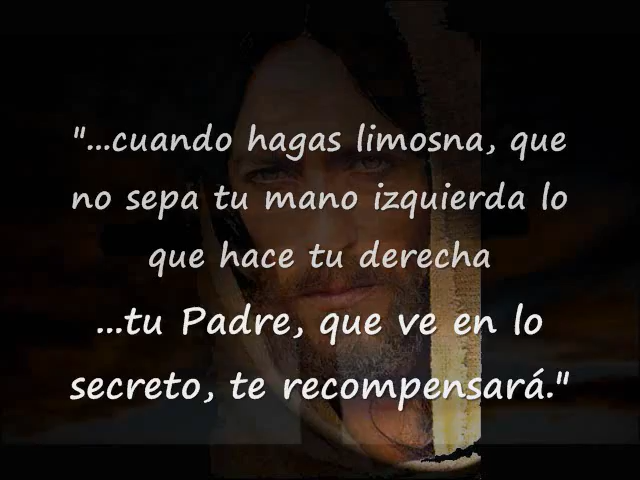 "...cuando hagas limosna, que
no sepa tu mano izquierda lo
que hace tu derecha
...tu Padre, que ve en lo
secreto, te recompensará."